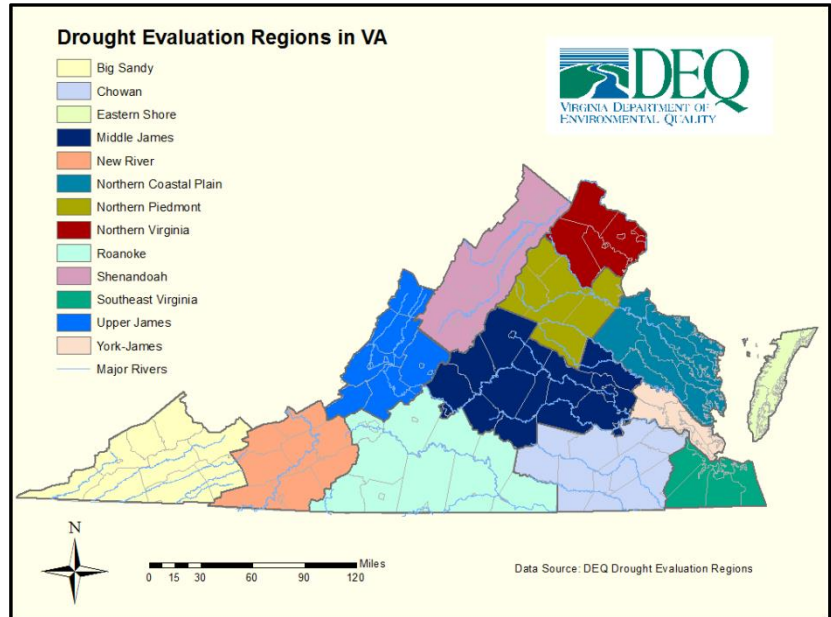 Drought Evaluation Regions in VA
Big Sandy
Chowan
Eastern Shore
Middle James
New River
Northern Coastal Plain
Northern Piedmont
Northern Virginia
Roanoke
Shenandoah
Southeast Virginia
Upper James
York-James
Major Rivers
DEQ
VIRGINIA DEPARTMENT OF
ENVIRONMENTAL QUALITY
N
Miles
0 15 30 60 90 120
Data Source: DEQ Drought Evaluation Regions